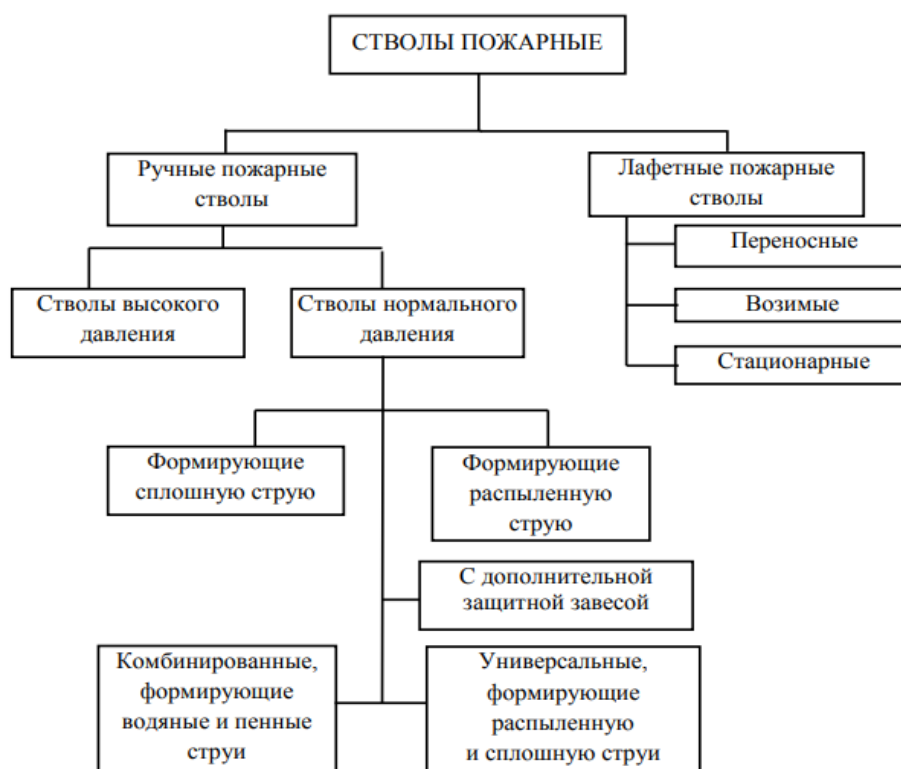 СТВОЛЫ ПОЖАРНЫЕ
Ручные пожарные
стволы
Лафетные пожарные
стволы
Переносные
Возимые
Стационарные
Стволы высокого
давления
Стволы нормального
давления
Формирующие
сплошную струю
Формирующие
распыленную
струю
С дополнительной
защитной завесой
Комбинированные,
формирующие
водяные и пенные
струи
Универсальные,
формирующие
распыленную
и сплошную струи